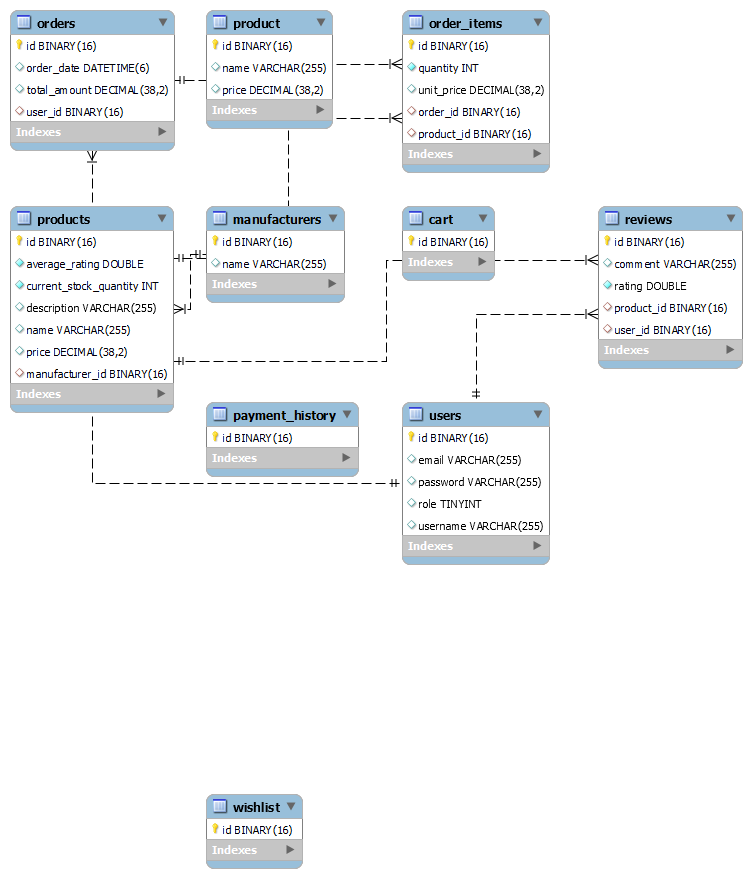 orders
id BINARY(16)
order_date DATETIME(6)
total_amount DECIMAL(38,2)
user_id BINARY(16)
Indexes
product
id BINARY(16)
name VARCHAR(255)
price DECIMAL(38,2)
Indexes
order_items
id BINARY(16)
quantity INT
unit_price DECIMAL(38,2)
order_id BINARY(16)
product_id BINARY(16)
Indexes
products
id BINARY(16)
average_rating DOUBLE
current_stock_quantity INT
description VARCHAR(255)
name VARCHAR(255)
price DECIMAL(38,2)
manufacturer_id BINARY(16)
Indexes
manufacturers
id BINARY(16)
name VARCHAR(255)
Indexes
cart
id BINARY(16)
Indexes
reviews
id BINARY(16)
comment VARCHAR(255)
rating DOUBLE
product_id BINARY(16)
user_id BINARY(16)
Indexes
payment_history
id BINARY(16)
Indexes
users
id BINARY(16)
email VARCHAR(255)
password VARCHAR(255)
role TINYINT
username VARCHAR(255)
Indexes
wishlist
id BINARY(16)
Indexes